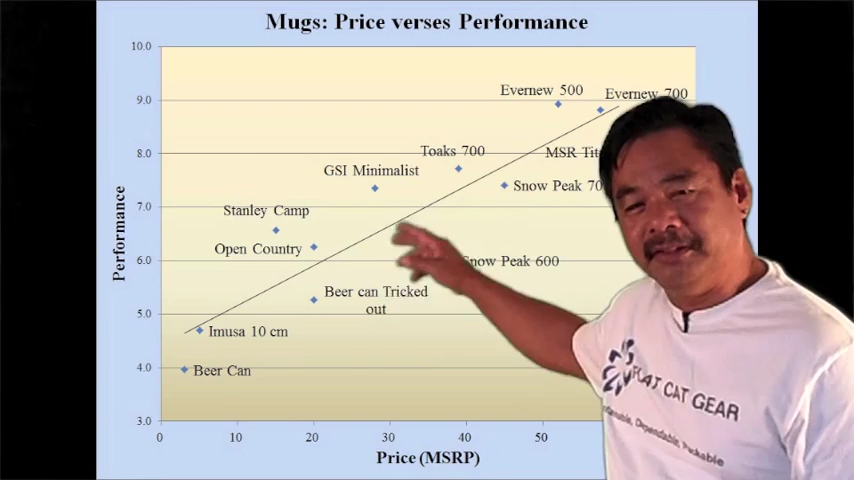 Mugs: Price verses Performance
10.0
9.0
8.0
7.0
6.0
5.0
4.0
3.0
Performance
Evernew 500
Evernew 700
Toaks 700
MSR
GSI Minimalist
Snow Peak
Stanley Camp
Open Country
Snow Peak 600
Beer can Tricked
out
Imusa 10 cm
Beer Can
0
10
20
30
40
50
Price (MSRP)
CAT GEAR
Dependable, Packable